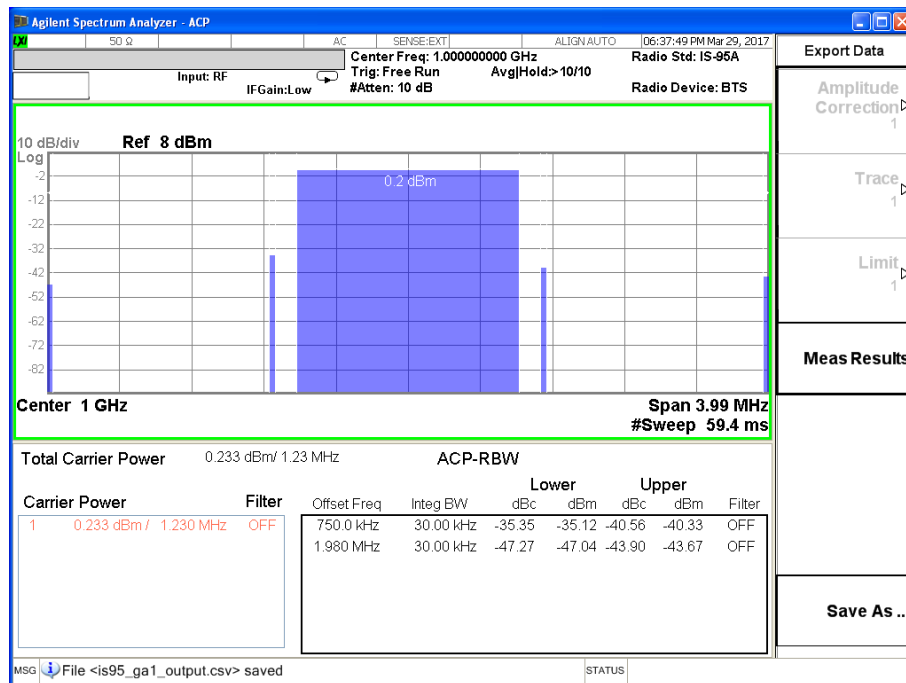 Agilent Spectrum Analyzer - ACP
LXI 50 Ω AC SENSE:EXT ALIGN AUTO 06:37:49 PM Mar 29, 2017
Center Freq: 1.000000000 GHz Radio Std: IS-95A
Input: RF Trig: Free Run Avg|Hold:>10/10
IFGain:Low #Atten: 10 dB Radio Device: BTS
10 dB/div Ref 8 dBm
Log
-2
0.2 dBm
-12
-22
-32
-42
-52
-62
-72
-82
Center 1 GHz Span 3.99 MHz
#Sweep 59.4 ms
Total Carrier Power 0.233 dBm/ 1.23 MHz ACP-RBW
Lower Upper
Carrier Power Filter Offset Freq Integ BW dBc dBm dBc dBm Filter
1 0.233 dBm / 1.230 MHz OFF 750.0 kHz 30.00 kHz -35.35 -35.12 -40.56 -40.33 OFF
1.980 MHz 30.00 kHz -47.27 -47.04 -43.90 -43.67 OFF
MSG File <is95_ga1_output.csv> saved STATUS
Export Data
Amplitude
Correction
1
Trace
1
Limit
1
Meas Results
Save As ..